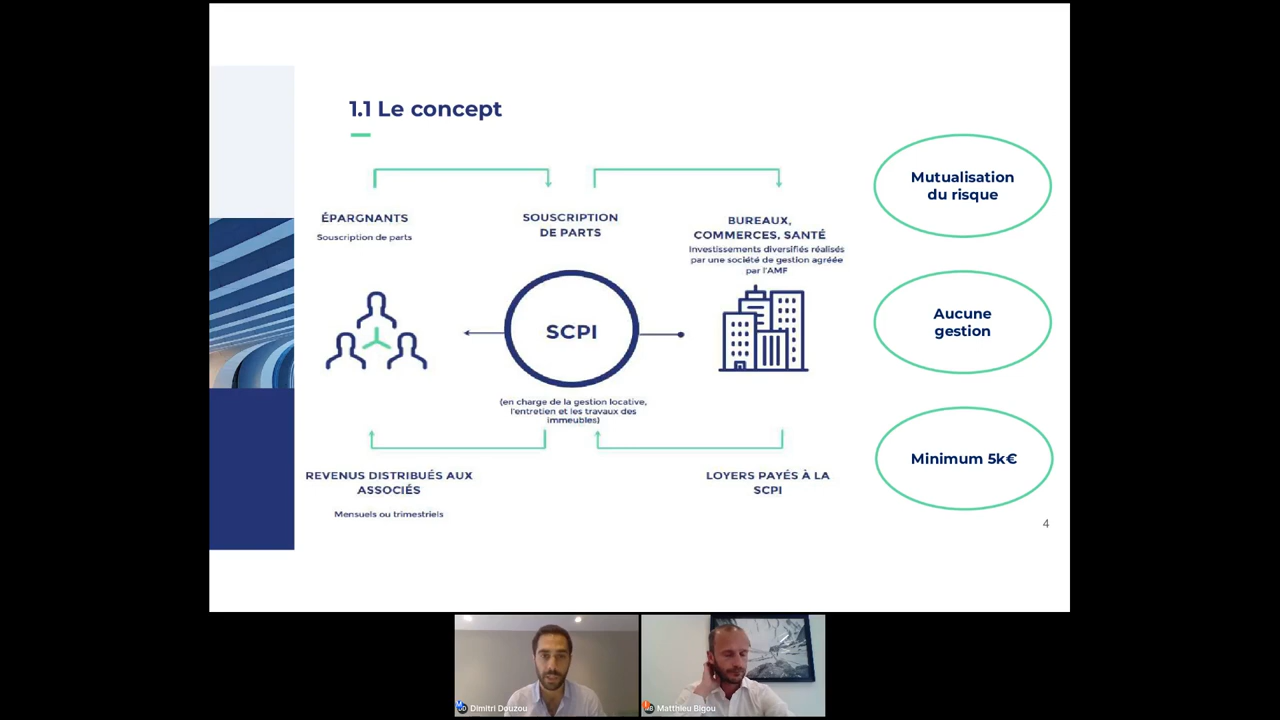 1.1 Le concept
ÉPARGNANTS
Souscription de parts
SOUSCRIPTION
DE PARTS
BUREAUX,
COMMERCES, SANTÉ
Investissements diversifiés réalisés
par une société de gestion agréée
par l'AMF
SCPI
(en charge de la gestion locative,
l'entretien et les travaux des
immeubles)
REVENUS DISTRIBUÉS AUX
ASSOCIÉS
Mensuels ou trimestriels
LOYERS PAYÉS À LA
SCPI
Mutualisation
du risque
Aucune
gestion
Minimum 5k€
4
Dimitri Douzou
Matthieu Bigou